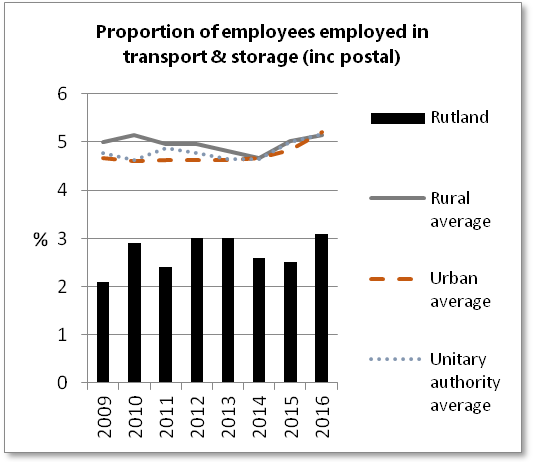 Proportion of employees employed in
transport & storage (inc postal)
6
5
4
3
2
1
0
%
2009
2010
2011
2012
2013
2014
2015
2016
Rutland
Rural
average
Urban
average
Unitary
authority
average